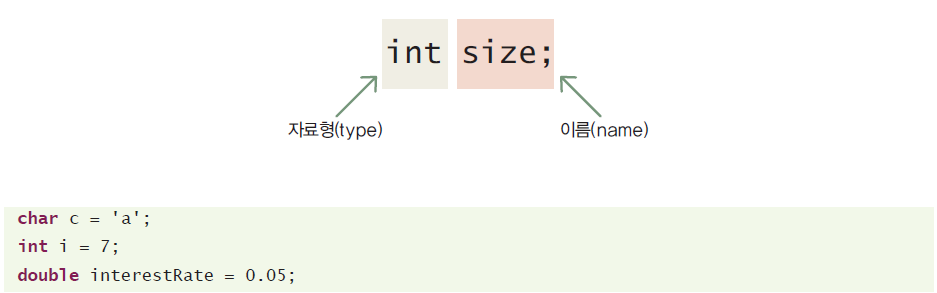 int size;
자료형(type) 이름(name)
char c = 'a';
int i = 7;
double interestRate = 0.05;